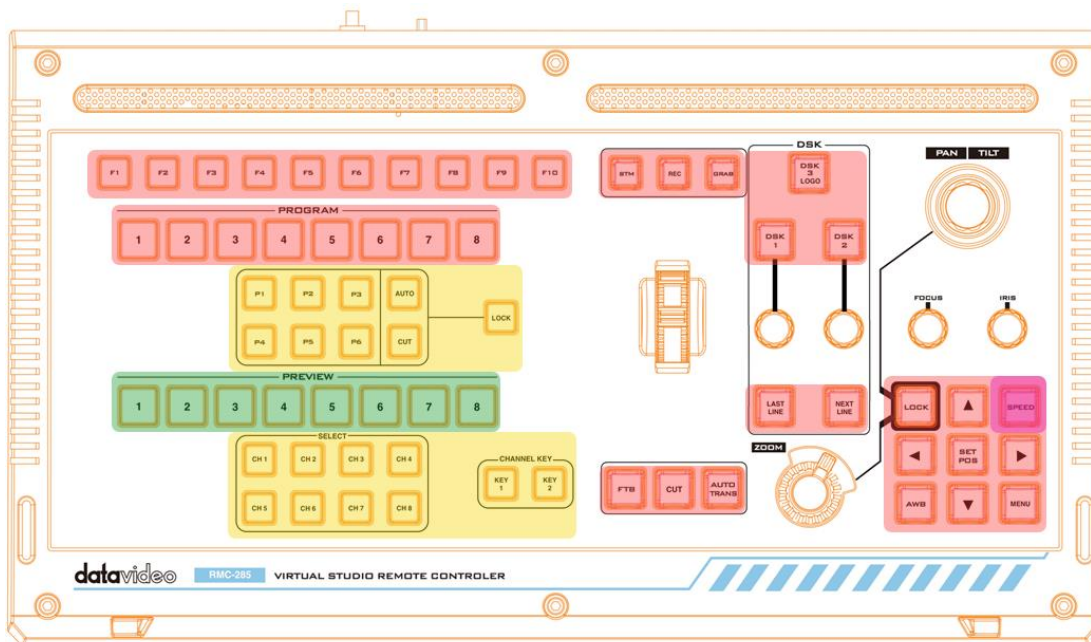 DSK
PAN TILT
F1 F2 F3 F4 F5 F6 F7 F8 F9 F10
STM REC GRAB
DSK 3 LOGO
PROGRAM
1 2 3 4 5 6 7 8
DSK 1
DSK 2
P1 P2 P3 AUTO
LOCK
P4 P5 P6 CUT
FOCUS
IRIS
PREVIEW
1 2 3 4 5 6 7 8
LAST LINE
NEXT LINE
LOCK
SPEED
SELECT
CH 1 CH 2 CH 3 CH 4
CHANNEL KEY
KEY 1
KEY 2
CH 5 CH 6 CH 7 CH 8
ZOOM
SET POS
FTB
CUT
AUTO TRANS
AWB
MENU
datavideo RMC-285 VIRTUAL STUDIO REMOTE CONTROLER